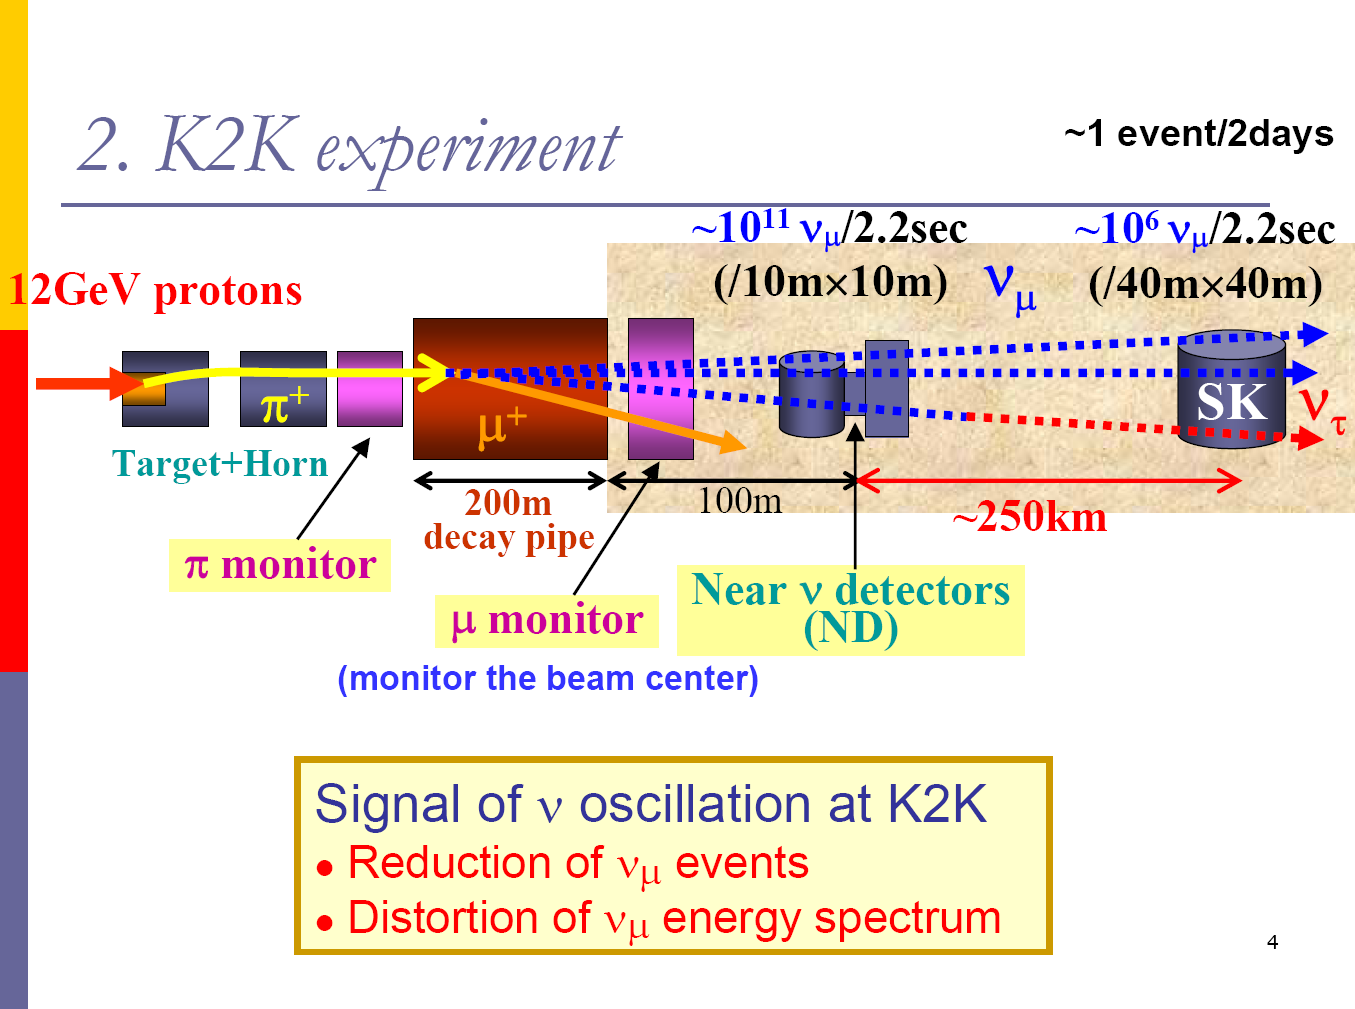 2. K2K experiment
~1 event/2days
~10¹¹ νμ/2.2sec
(/10m×10m)
~10⁶ νμ/2.2sec
(/40m×40m)
νμ
12GeV protons
π⁺
μ⁺
SK
ντ
Target+Horn
200m
decay pipe
100m
~250km
π monitor
μ monitor
(monitor the beam center)
Near ν detectors
(ND)
Signal of ν oscillation at K2K
● Reduction of νμ events
● Distortion of νμ energy spectrum
4